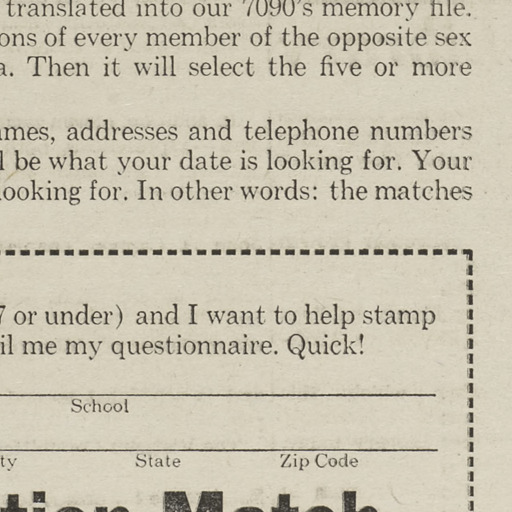 translated into our 7090's memory file.
ons of every member of the opposite sex
a. Then it will select the five or more
ames, addresses and telephone numbers
l be what your date is looking for. Your
looking for. In other words: the matches
7 or under) and I want to help stamp
il me my questionnaire. Quick!
School
ty State Zip Code
tion Match